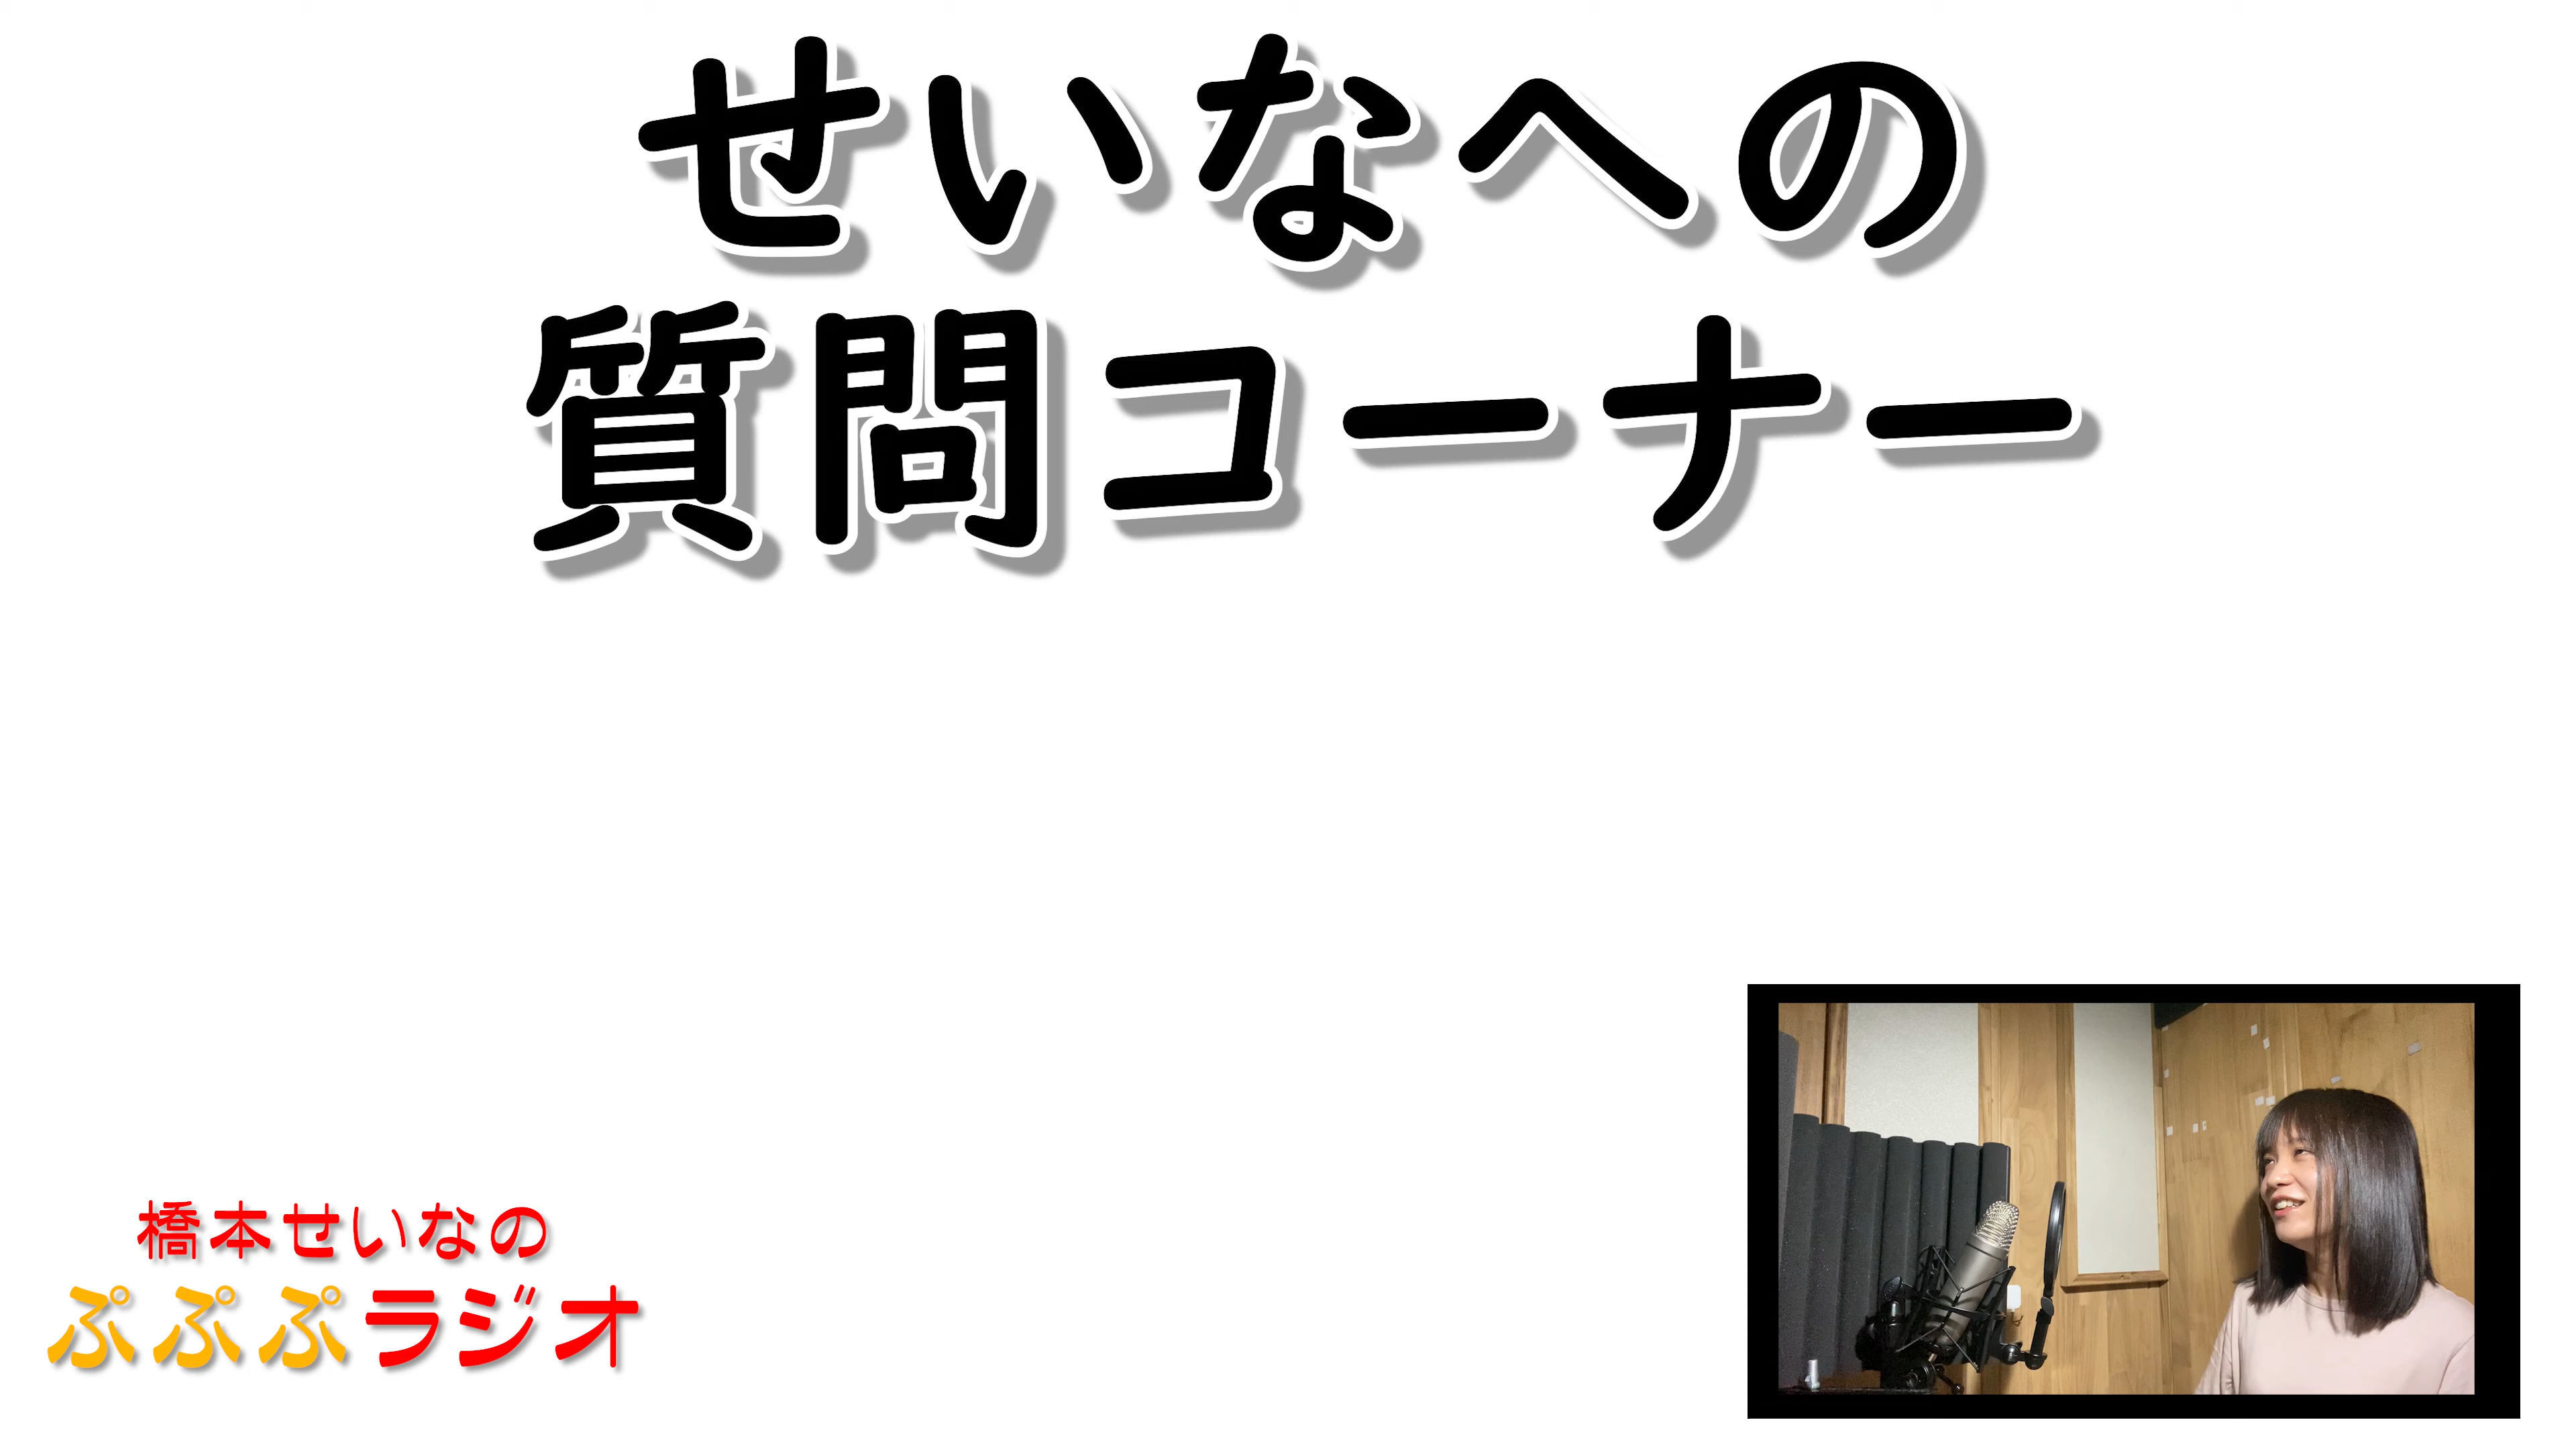 せいなへの
質問コーナー
橋本せいなの
ぷぷぷラジオ